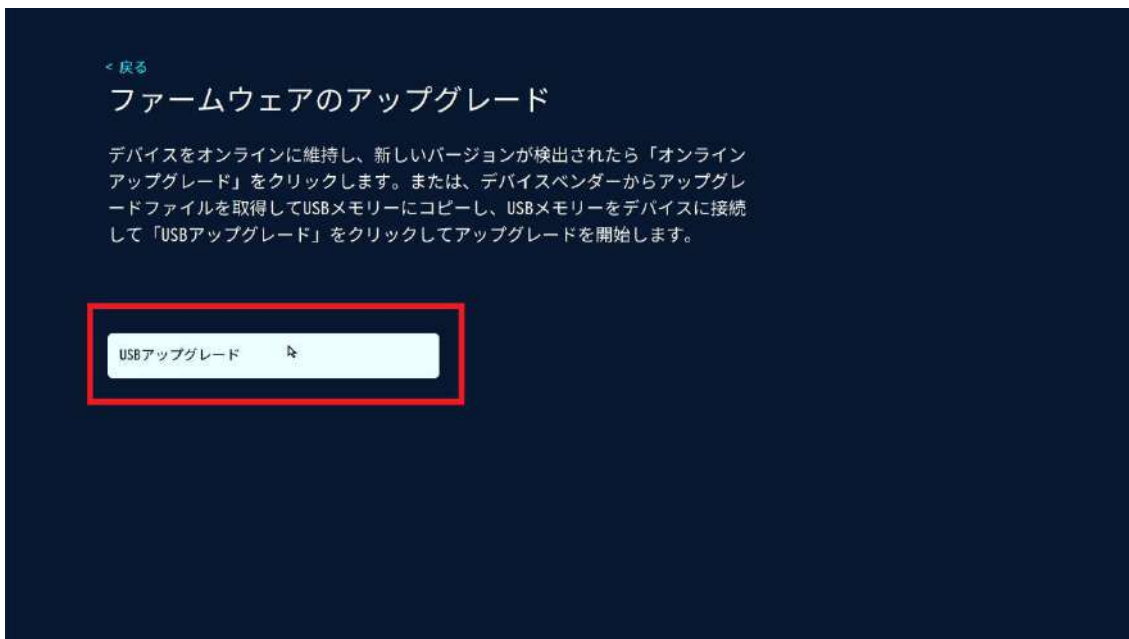 < 戻る
ファームウェアのアップグレード
デバイスをオンラインに維持し、新しいバージョンが検出されたら「オンライン
アップグレード」をクリックします。または、デバイスベンダーからアップグレ
ードファイルを取得してUSBメモリーにコピーし、USBメモリーをデバイスに接続
して「USBアップグレード」をクリックしてアップグレードを開始します。
USBアップグレード